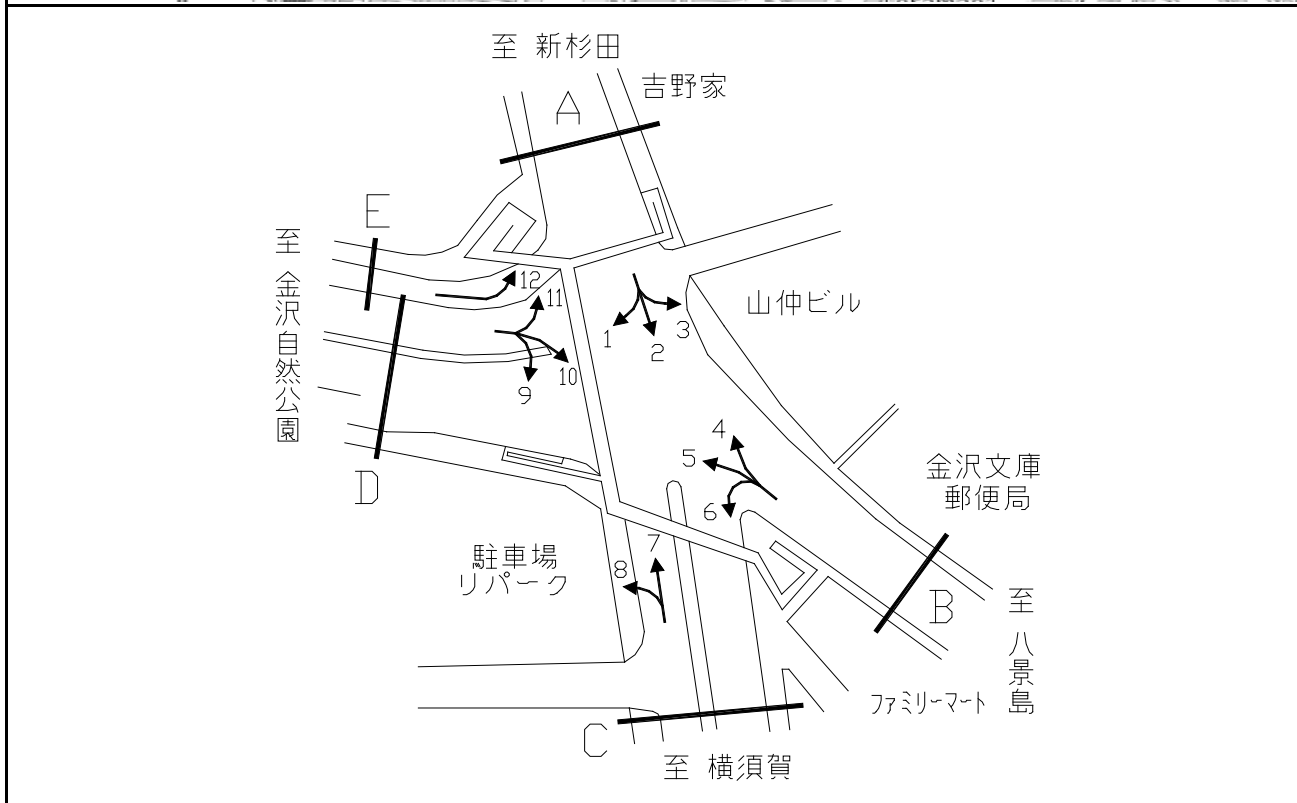 至 新杉田
吉野家
A
E
至 金沢自然公園
12
11
山仲ビル
1
2
3
10
9
4
5
6
金沢文庫
郵便局
D
駐車場
リパーク
7
8
B
至 八景島
ファミリーマート
C
至 横須賀